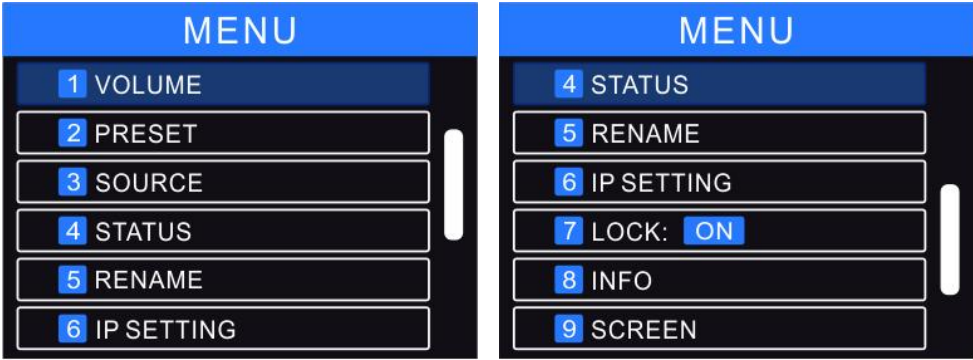 MENU
1 VOLUME
2 PRESET
3 SOURCE
4 STATUS
5 RENAME
6 IP SETTING
MENU
4 STATUS
5 RENAME
6 IP SETTING
7 LOCK: ON
8 INFO
9 SCREEN